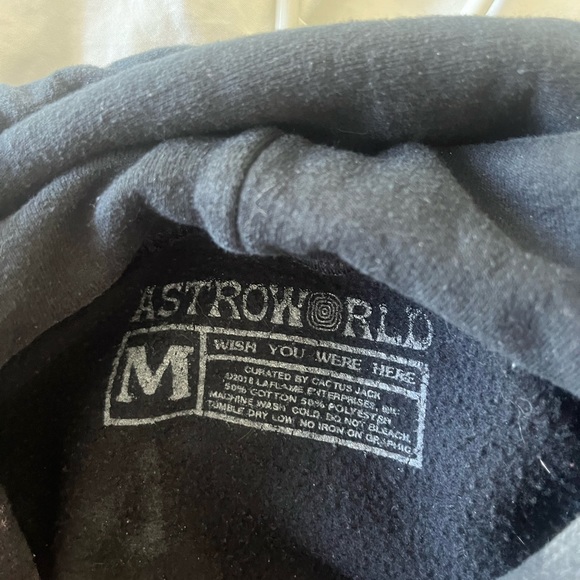 ASTROWORLD
M
WISH YOU WERE HERE
CURATED BY CACTUS JACK
©2018 LAFLAME ENTERPRISES, INC
50% COTTON 50% POLYESTER
MACHINE WASH COLD. DO NOT BLEACH.
TUMBLE DRY LOW. NO IRON ON GRAPHIC